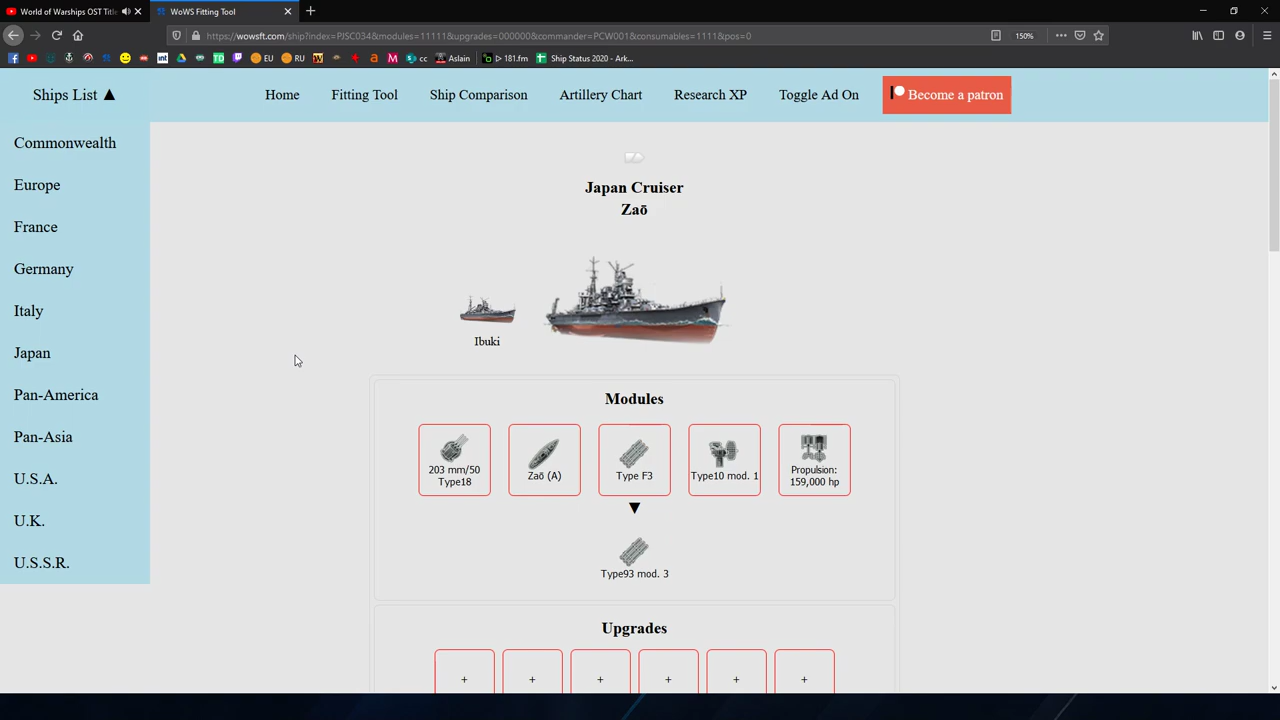 World of Warships OST Title
WoWS Fitting Tool
https://wowsft.com/ship?index=PJSC034&modules=11111&upgrades=000000&commander=PCW001&consumables=1111&pos=0
150%
int
TD
EU
RU
cc
Aslain
181.fm
Ship Status 2020 - Ark...
Ships List ▲
Home
Fitting Tool
Ship Comparison
Artillery Chart
Research XP
Toggle Ad On
Become a patron
Commonwealth
Europe
France
Germany
Italy
Japan
Pan-America
Pan-Asia
U.S.A.
U.K.
U.S.S.R.
Japan Cruiser
Zaō
Ibuki
Modules
203 mm/50
Type18
Zaō (A)
Type F3
Type10 mod. 1
Propulsion:
159,000 hp
▼
Type93 mod. 3
Upgrades
+ + + + + +